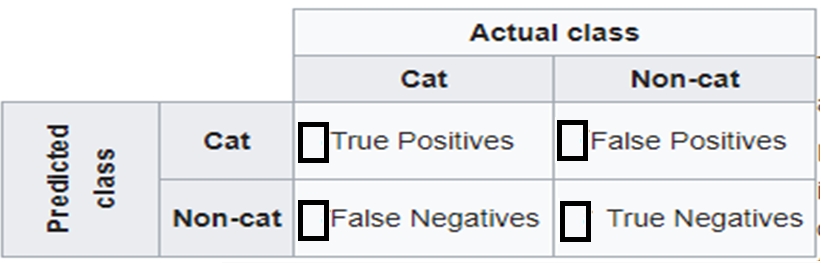 Actual class
Cat Non-cat
Predicted class
Cat True Positives False Positives
Non-cat False Negatives True Negatives